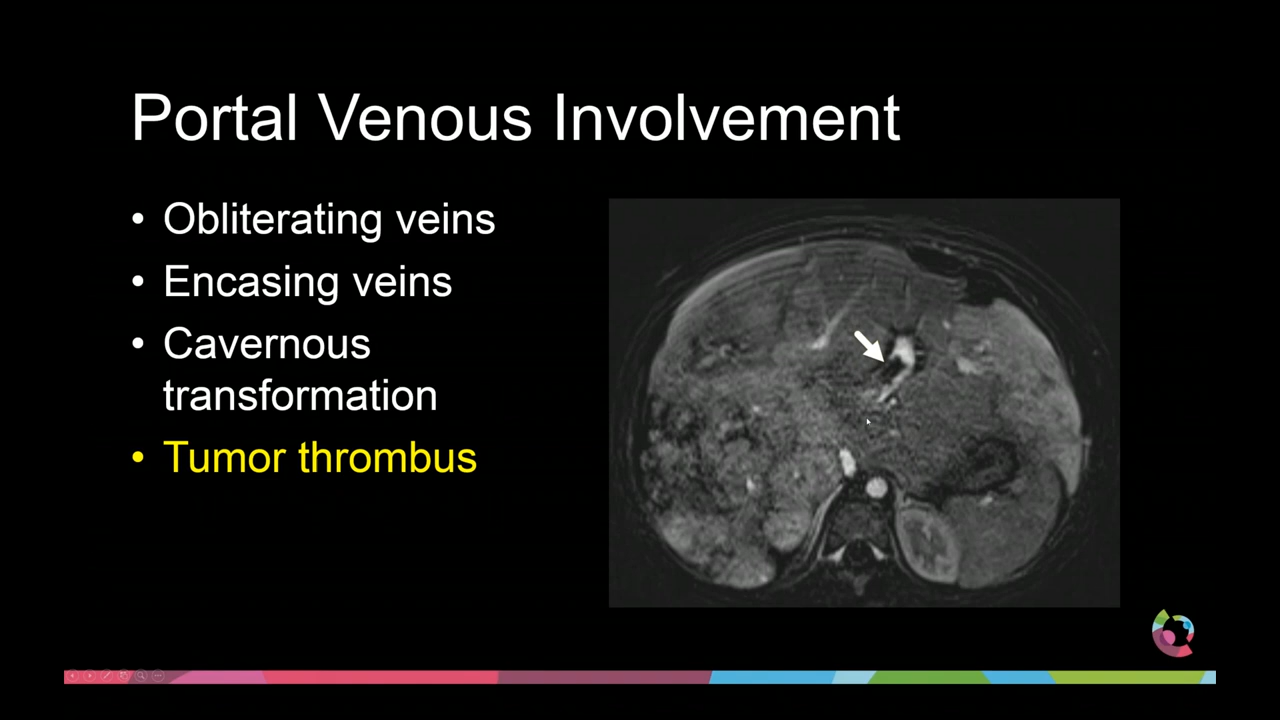 Portal Venous Involvement
• Obliterating veins
• Encasing veins
• Cavernous
transformation
• Tumor thrombus